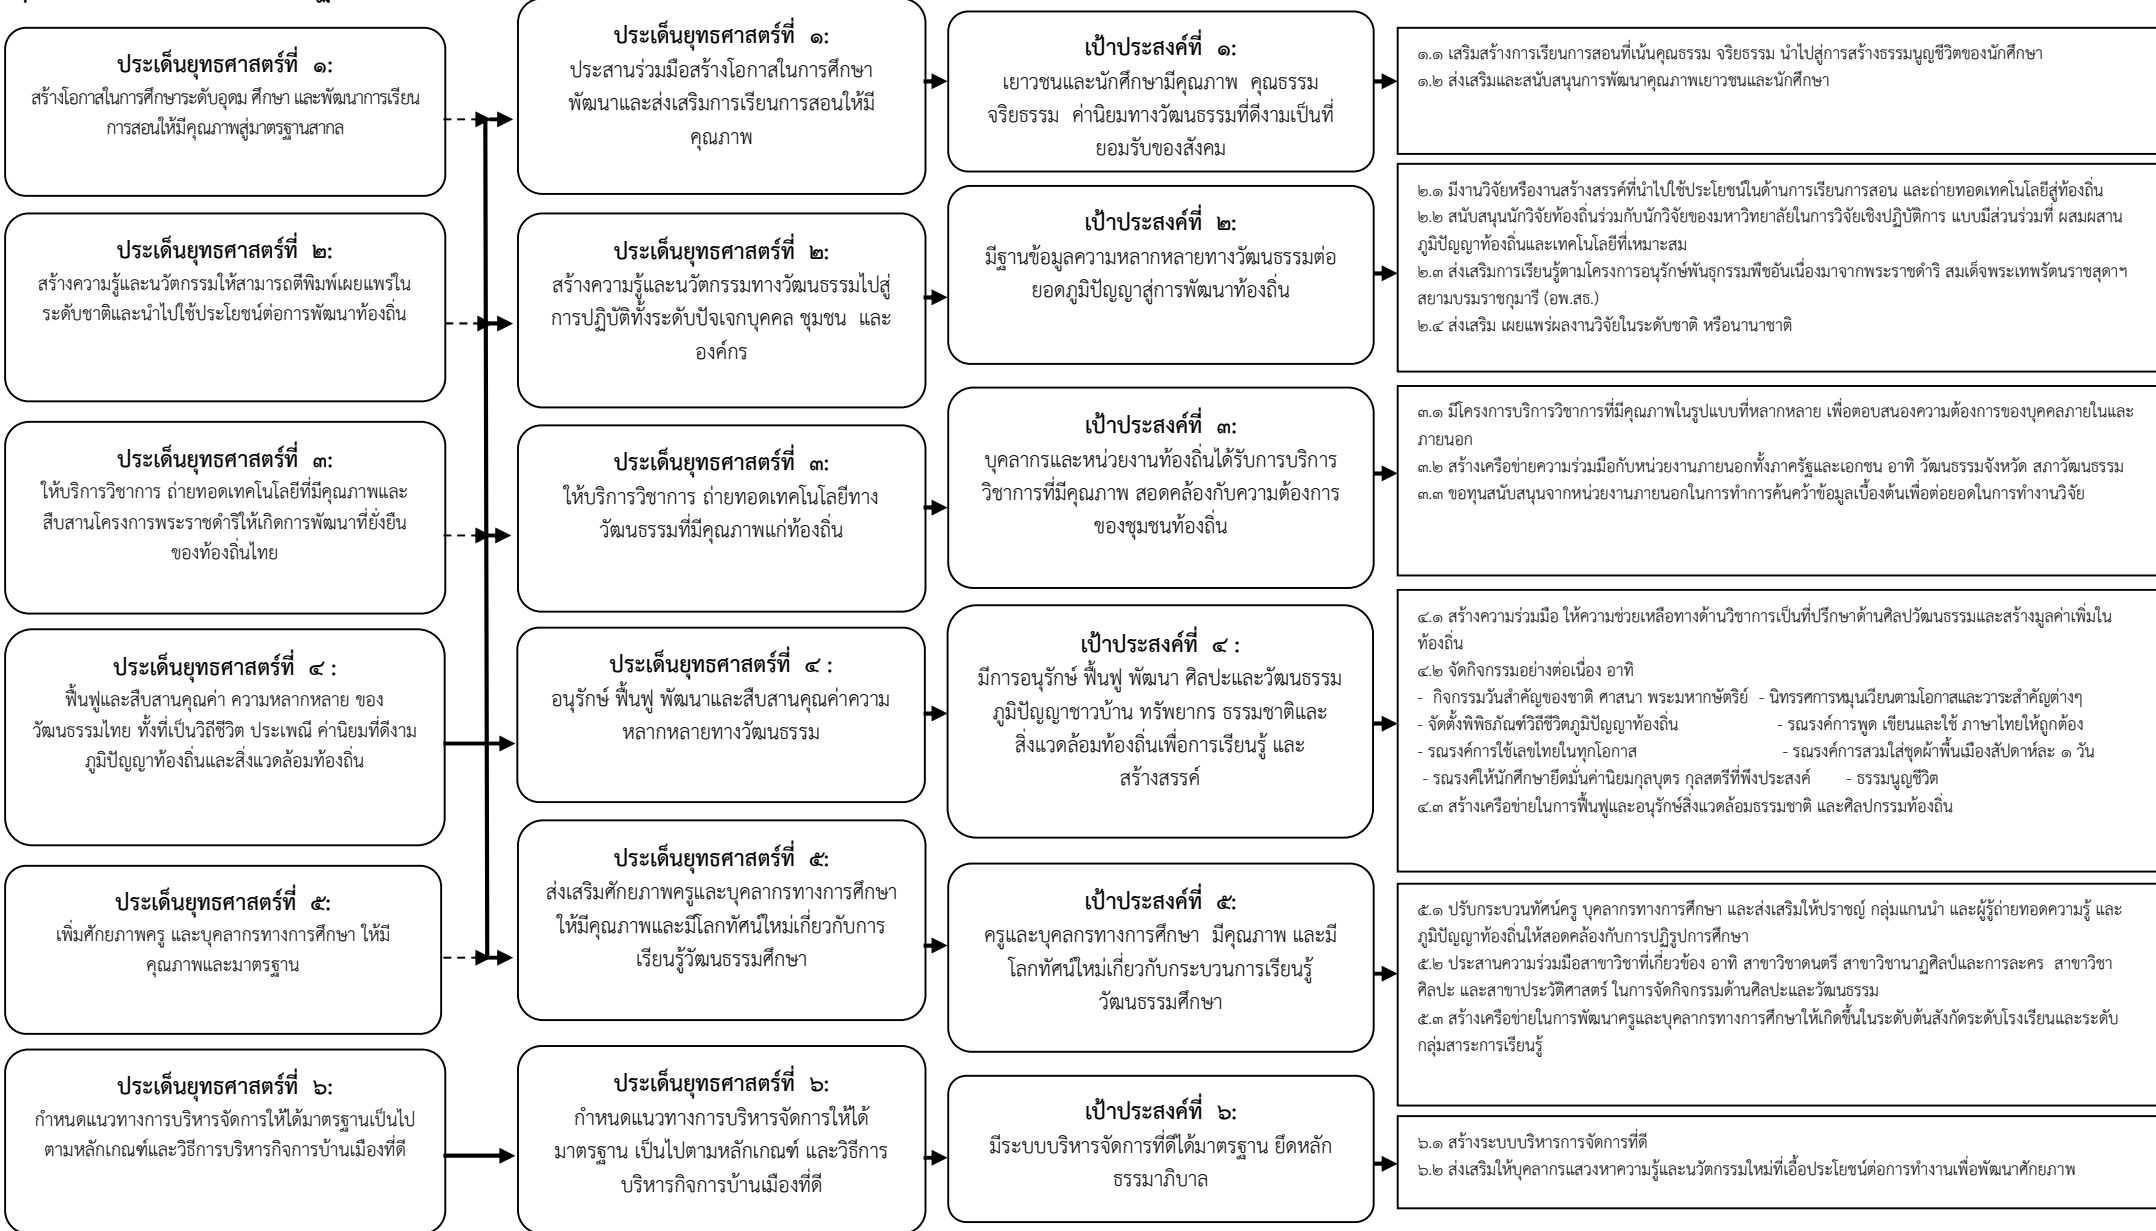 ประเด็นยุทธศาสตร์ที่ ๑:
สร้างโอกาสในการศึกษาระดับอุดม ศึกษา และพัฒนาการเรียน
การสอนให้มีคุณภาพสู่มาตรฐานสากล
ประเด็นยุทธศาสตร์ที่ ๒:
สร้างความรู้และนวัตกรรมให้สามารถตีพิมพ์เผยแพร่ใน
ระดับชาติและนำไปใช้ประโยชน์ต่อการพัฒนาท้องถิ่น
ประเด็นยุทธศาสตร์ที่ ๓:
ให้บริการวิชาการ ถ่ายทอดเทคโนโลยีที่มีคุณภาพและ
สืบสานโครงการพระราชดำริให้เกิดการพัฒนาที่ยั่งยืน
ของท้องถิ่นไทย
ประเด็นยุทธศาสตร์ที่ ๔ :
ฟื้นฟูและสืบสานคุณค่า ความหลากหลาย ของ
วัฒนธรรมไทย ทั้งที่เป็นวิถีชีวิต ประเพณี ค่านิยมที่ดีงาม
ภูมิปัญญาท้องถิ่นและสิ่งแวดล้อมท้องถิ่น
ประเด็นยุทธศาสตร์ที่ ๕:
เพิ่มศักยภาพครู และบุคลากรทางการศึกษา ให้มี
คุณภาพและมาตรฐาน
ประเด็นยุทธศาสตร์ที่ ๖:
กำหนดแนวทางการบริหารจัดการให้ได้มาตรฐานเป็นไป
ตามหลักเกณฑ์และวิธีการบริหารกิจการบ้านเมืองที่ดี
ประเด็นยุทธศาสตร์ที่ ๑:
ประสานร่วมมือสร้างโอกาสในการศึกษา
พัฒนาและส่งเสริมการเรียนการสอนให้มี
คุณภาพ
ประเด็นยุทธศาสตร์ที่ ๒:
สร้างความรู้และนวัตกรรมทางวัฒนธรรมไปสู่
การปฏิบัติทั้งระดับปัจเจกบุคคล ชุมชน และ
องค์กร
ประเด็นยุทธศาสตร์ที่ ๓:
ให้บริการวิชาการ ถ่ายทอดเทคโนโลยีทาง
วัฒนธรรมที่มีคุณภาพแก่ท้องถิ่น
ประเด็นยุทธศาสตร์ที่ ๔ :
อนุรักษ์ ฟื้นฟู พัฒนาและสืบสานคุณค่าความ
หลากหลายทางวัฒนธรรม
ประเด็นยุทธศาสตร์ที่ ๕:
ส่งเสริมศักยภาพครูและบุคลากรทางการศึกษา
ให้มีคุณภาพและมีโลกทัศน์ใหม่เกี่ยวกับการ
เรียนรู้วัฒนธรรมศึกษา
ประเด็นยุทธศาสตร์ที่ ๖:
กำหนดแนวทางการบริหารจัดการให้ได้
มาตรฐาน เป็นไปตามหลักเกณฑ์ และวิธีการ
บริหารกิจการบ้านเมืองที่ดี
เป้าประสงค์ที่ ๑:
เยาวชนและนักศึกษามีคุณภาพ คุณธรรม
จริยธรรม ค่านิยมทางวัฒนธรรมที่ดีงามเป็นที่
ยอมรับของสังคม
เป้าประสงค์ที่ ๒:
มีฐานข้อมูลความหลากหลายทางวัฒนธรรมต่อ
ยอดภูมิปัญญาสู่การพัฒนาท้องถิ่น
เป้าประสงค์ที่ ๓:
บุคลากรและหน่วยงานท้องถิ่นได้รับการบริการ
วิชาการที่มีคุณภาพ สอดคล้องกับความต้องการ
ของชุมชนท้องถิ่น
เป้าประสงค์ที่ ๔ :
มีการอนุรักษ์ ฟื้นฟู พัฒนา ศิลปะและวัฒนธรรม
ภูมิปัญญาชาวบ้าน ทรัพยากร ธรรมชาติและ
สิ่งแวดล้อมท้องถิ่นเพื่อการเรียนรู้ และ
สร้างสรรค์
เป้าประสงค์ที่ ๕:
ครูและบุคลกรทางการศึกษา มีคุณภาพ และมี
โลกทัศน์ใหม่เกี่ยวกับกระบวนการเรียนรู้
วัฒนธรรมศึกษา
เป้าประสงค์ที่ ๖:
มีระบบบริหารจัดการที่ดีได้มาตรฐาน ยึดหลัก
ธรรมาภิบาล
๑.๑ เสริมสร้างการเรียนการสอนที่เน้นคุณธรรม จริยธรรม นำไปสู่การสร้างธรรมนูญชีวิตของนักศึกษา
๑.๒ ส่งเสริมและสนับสนุนการพัฒนาคุณภาพเยาวชนและนักศึกษา
๒.๑ มีงานวิจัยหรืองานสร้างสรรค์ที่นำไปใช้ประโยชน์ในด้านการเรียนการสอน และถ่ายทอดเทคโนโลยีสู่ท้องถิ่น
๒.๒ สนับสนุนนักวิจัยท้องถิ่นร่วมกับนักวิจัยของมหาวิทยาลัยในการวิจัยเชิงปฏิบัติการ แบบมีส่วนร่วมที่ ผสมผสาน
ภูมิปัญญาท้องถิ่นและเทคโนโลยีที่เหมาะสม
๒.๓ ส่งเสริมการเรียนรู้ตามโครงการอนุรักษ์พันธุกรรมพืชอันเนื่องมาจากพระราชดำริ สมเด็จพระเทพรัตนราชสุดาฯ
สยามบรมราชกุมารี (อพ.สธ.)
๒.๔ ส่งเสริม เผยแพร่ผลงานวิจัยในระดับชาติ หรือนานาชาติ
๓.๑ มีโครงการบริการวิชาการที่มีคุณภาพในรูปแบบที่หลากหลาย เพื่อตอบสนองความต้องการของบุคคลภายในและ
ภายนอก
๓.๒ สร้างเครือข่ายความร่วมมือกับหน่วยงานภายนอกทั้งภาครัฐและเอกชน อาทิ วัฒนธรรมจังหวัด สภาวัฒนธรรม
๓.๓ ขอทุนสนับสนุนจากหน่วยงานภายนอกในการทำการค้นคว้าข้อมูลเบื้องต้นเพื่อต่อยอดในการทำงานวิจัย
๔.๑ สร้างความร่วมมือ ให้ความช่วยเหลือทางด้านวิชาการเป็นที่ปรึกษาด้านศิลปวัฒนธรรมและสร้างมูลค่าเพิ่มใน
ท้องถิ่น
๔.๒ จัดกิจกรรมอย่างต่อเนื่อง อาทิ
- กิจกรรมวันสำคัญของชาติ ศาสนา พระมหากษัตริย์ - นิทรรศการหมุนเวียนตามโอกาสและวาระสำคัญต่างๆ
- จัดตั้งพิพิธภัณฑ์วิถีชีวิตภูมิปัญญาท้องถิ่น - รณรงค์การพูด เขียนและใช้ ภาษาไทยให้ถูกต้อง
- รณรงค์การใช้เลขไทยในทุกโอกาส - รณรงค์การสวมใส่ชุดผ้าพื้นเมืองสัปดาห์ละ ๑ วัน
- รณรงค์ให้นักศึกษายึดมั่นค่านิยมกุลบุตร กุลสตรีที่พึงประสงค์ - ธรรมนูญชีวิต
๔.๓ สร้างเครือข่ายในการฟื้นฟูและอนุรักษ์สิ่งแวดล้อมธรรมชาติ และศิลปกรรมท้องถิ่น
๕.๑ ปรับกระบวนทัศน์ครู บุคลากรทางการศึกษา และส่งเสริมให้ปราชญ์ กลุ่มแกนนำ และผู้รู้ถ่ายทอดความรู้ และ
ภูมิปัญญาท้องถิ่นให้สอดคล้องกับการปฏิรูปการศึกษา
๕.๒ ประสานความร่วมมือสาขาวิชาที่เกี่ยวข้อง อาทิ สาขาวิชาดนตรี สาขาวิชานาฏศิลป์และการละคร สาขาวิชา
ศิลปะ และสาขาประวัติศาสตร์ ในการจัดกิจกรรมด้านศิลปะและวัฒนธรรม
๕.๓ สร้างเครือข่ายในการพัฒนาครูและบุคลากรทางการศึกษาให้เกิดขึ้นในระดับต้นสังกัดระดับโรงเรียนและระดับ
กลุ่มสาระการเรียนรู้
๖.๑ สร้างระบบบริหารการจัดการที่ดี
๖.๒ ส่งเสริมให้บุคลากรแสวงหาความรู้และนวัตกรรมใหม่ที่เอื้อประโยชน์ต่อการทำงานเพื่อพัฒนาศักยภาพ